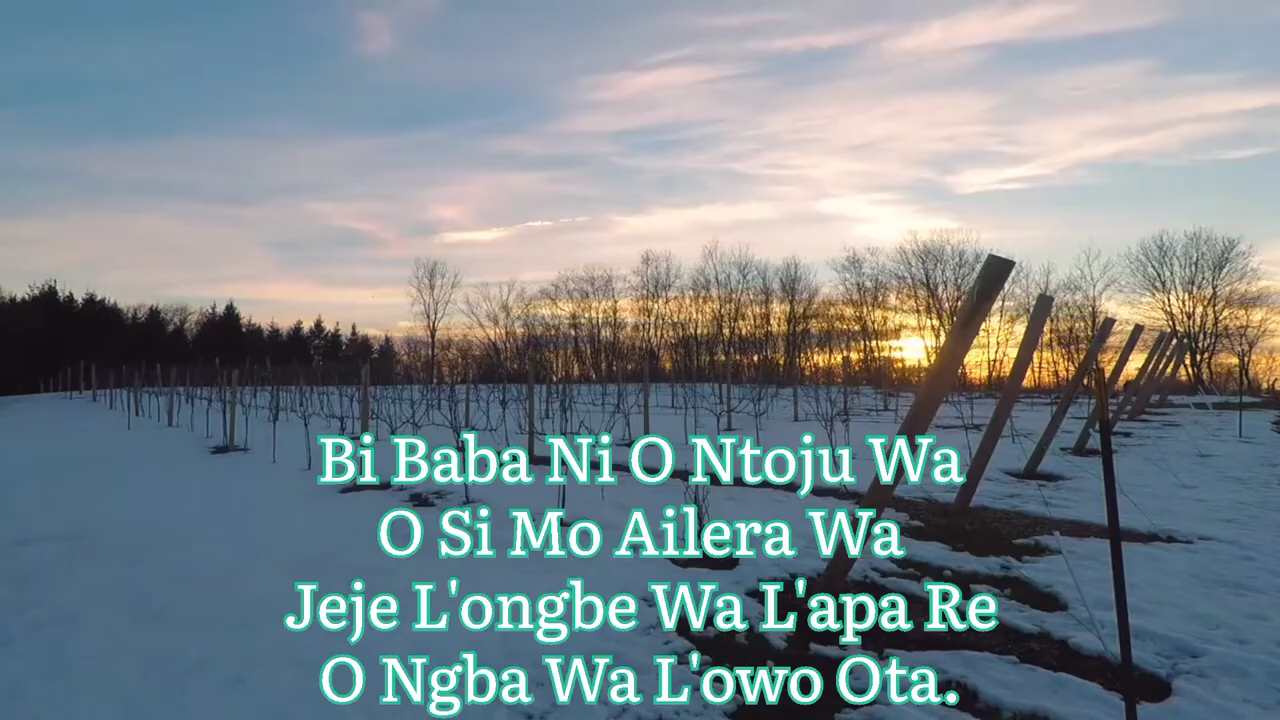 Bi Baba Ni O Ntoju Wa
O Si Mo Ailera Wa
Jeje L'ongbe Wa L'apa Re
O Ngba Wa L'owo Ota.